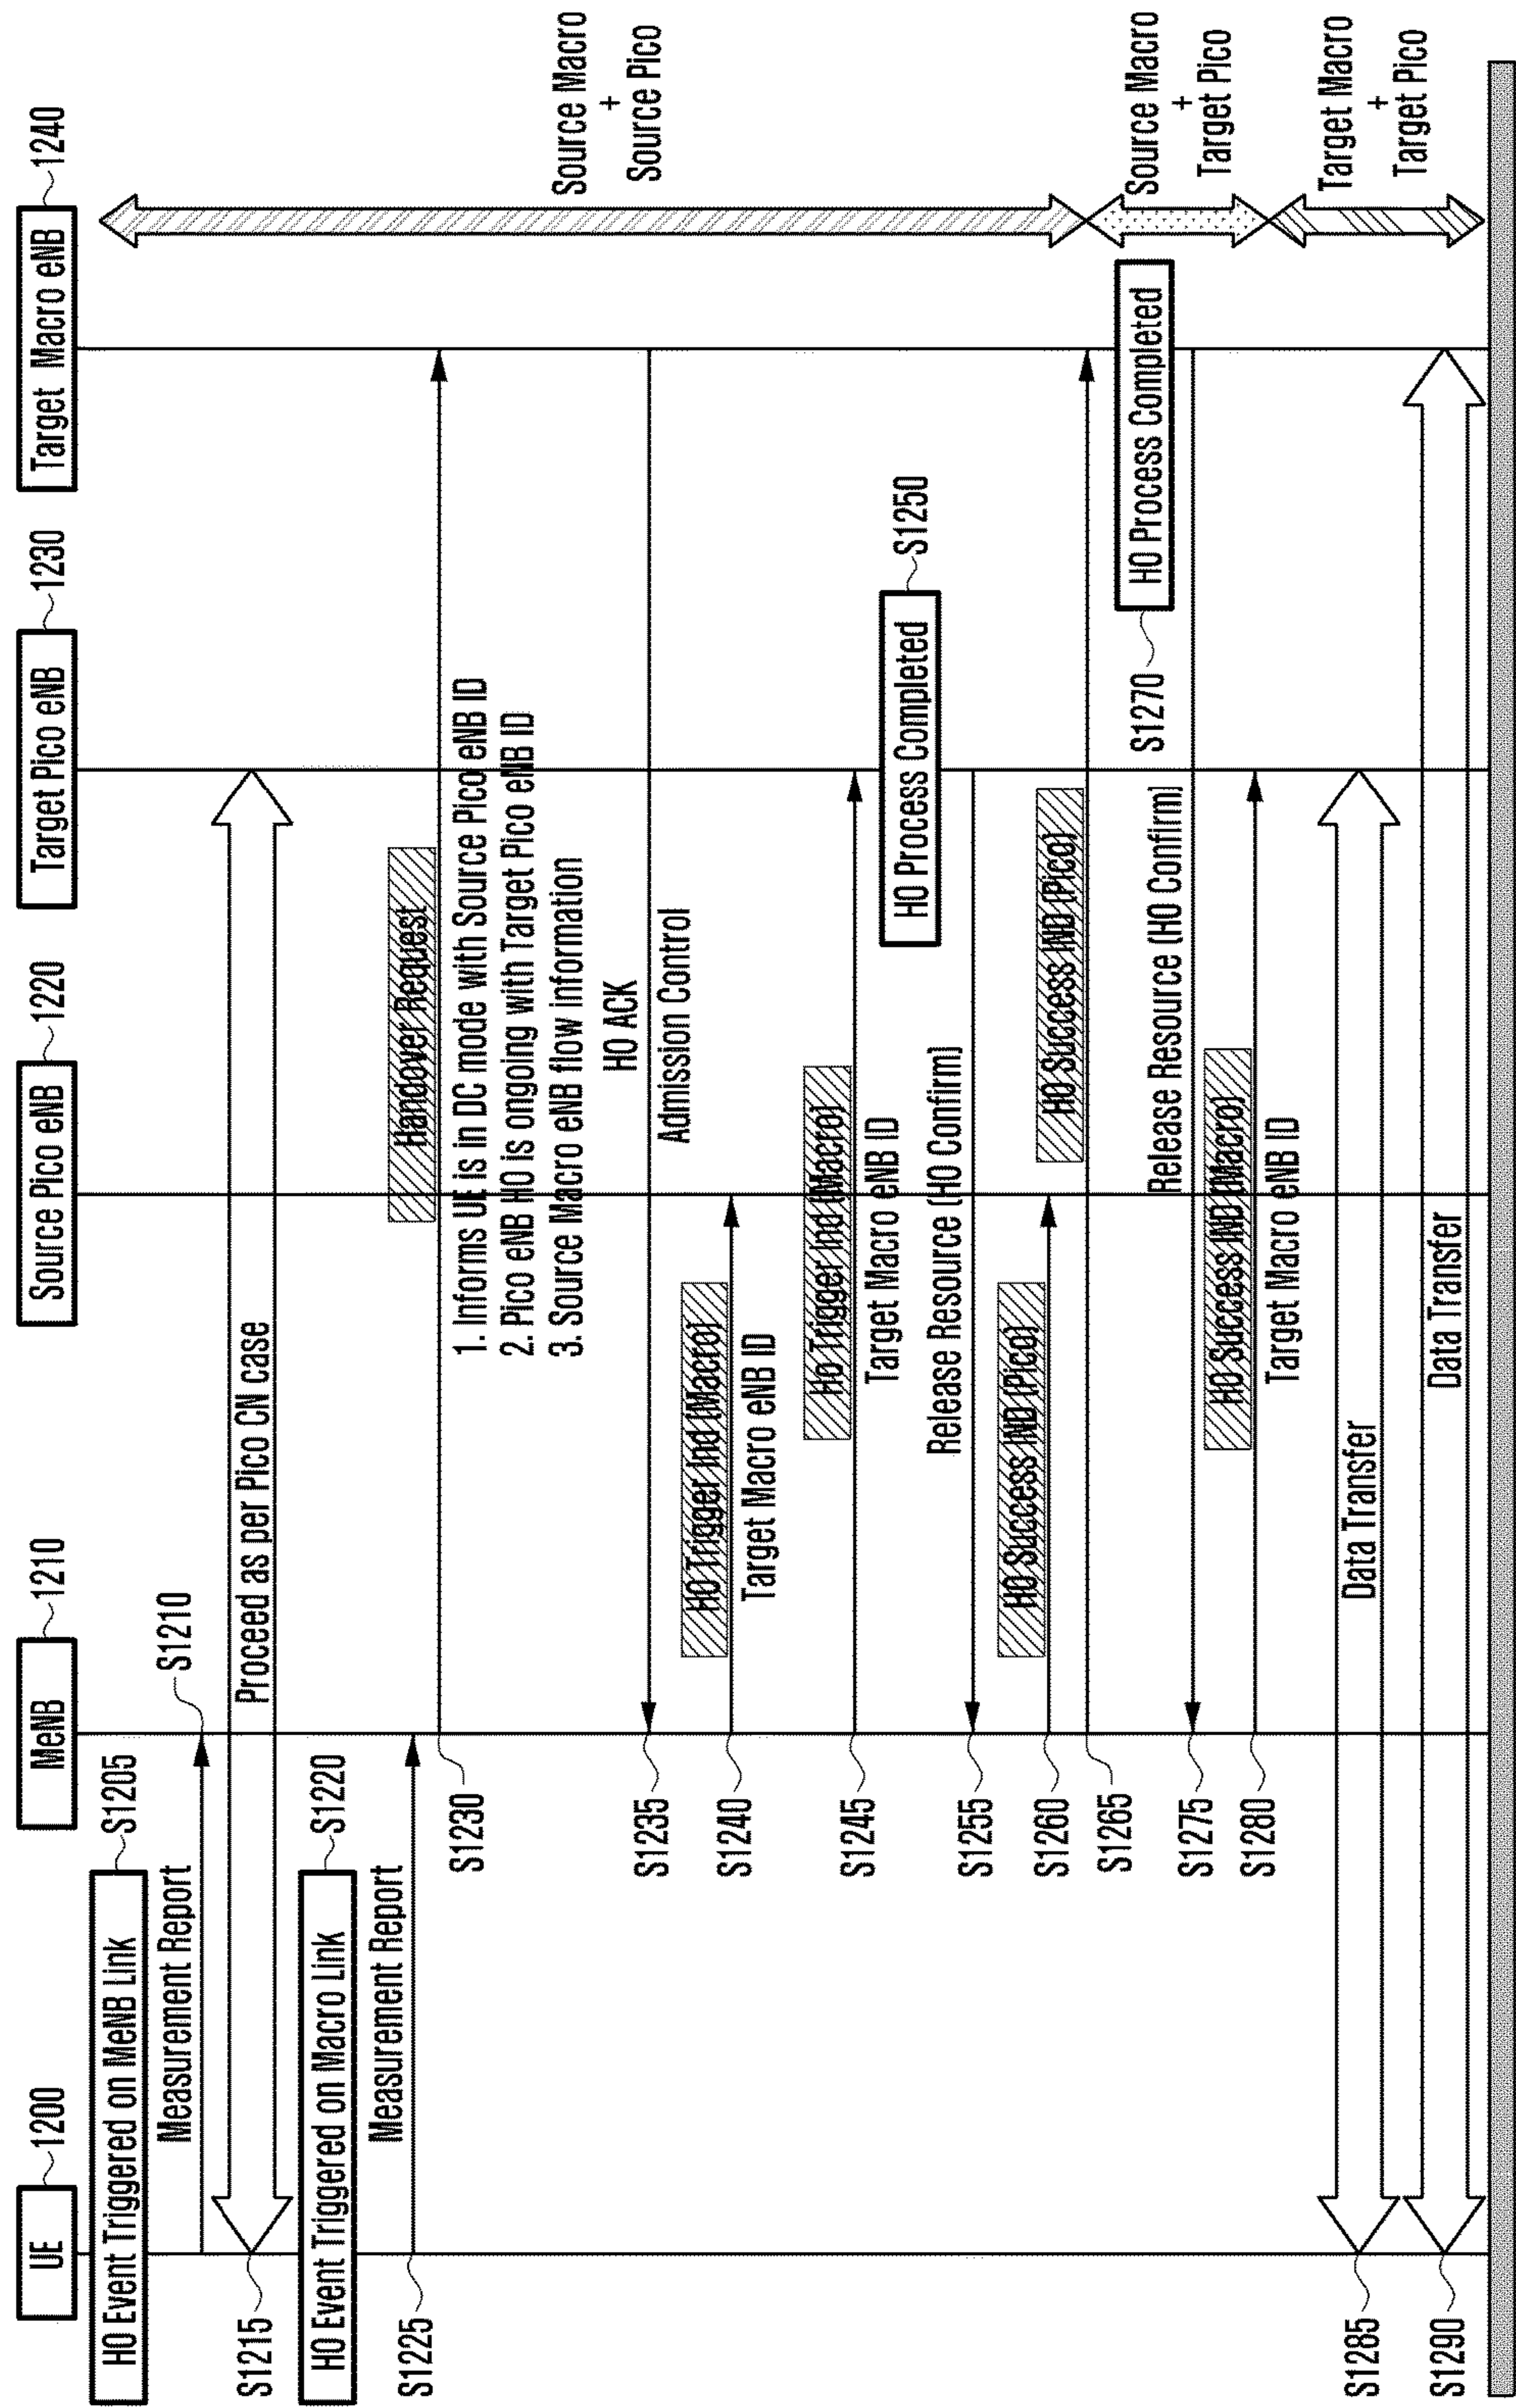 UE
1200
MeNB
1210
Source Pico eNB
1220
Target Pico eNB
1230
Target Macro eNB
1240
HO Event Triggered on MeNB Link
S1205
Measurement Report
S1210
S1215
Proceed as per Pico CN case
HO Event Triggered on Macro Link
S1220
S1225
Measurement Report
Handover Request
S1230
1. Informs UE is in DC mode with Source Pico eNB ID
2. Pico eNB HO is ongoing with Target Pico eNB ID
3. Source Macro eNB flow information
HO ACK
S1235
Admission Control
HO Trigger Ind (Macro)
S1240
Target Macro eNB ID
Ho Trigger Ind (Macro)
S1245
Target Macro eNB ID
HO Process Completed
S1250
Release Resource (HO Confirm)
S1255
HO Success IND (Pico)
S1260
HO Success IND (Pico)
S1265
HO Process Completed
S1270
Release Resource (HO Confirm)
S1275
HO Success IND (Macro)
S1280
Target Macro eNB ID
S1285
Data Transfer
S1290
Data Transfer
Source Macro
+
Source Pico
Source Macro
+
Target Pico
Target Macro
+
Target Pico